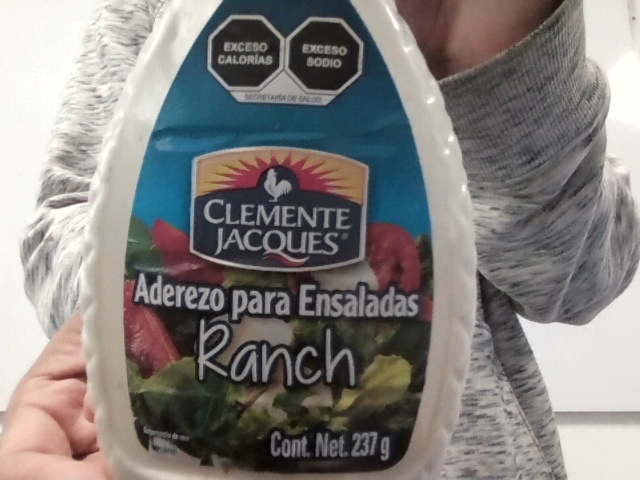 EXCESO
CALORÍAS
EXCESO
SODIO
SECRETARÍA DE SALUD
CLEMENTE
JACQUES®
Aderezo para Ensaladas
Ranch
Cont. Net. 237 g